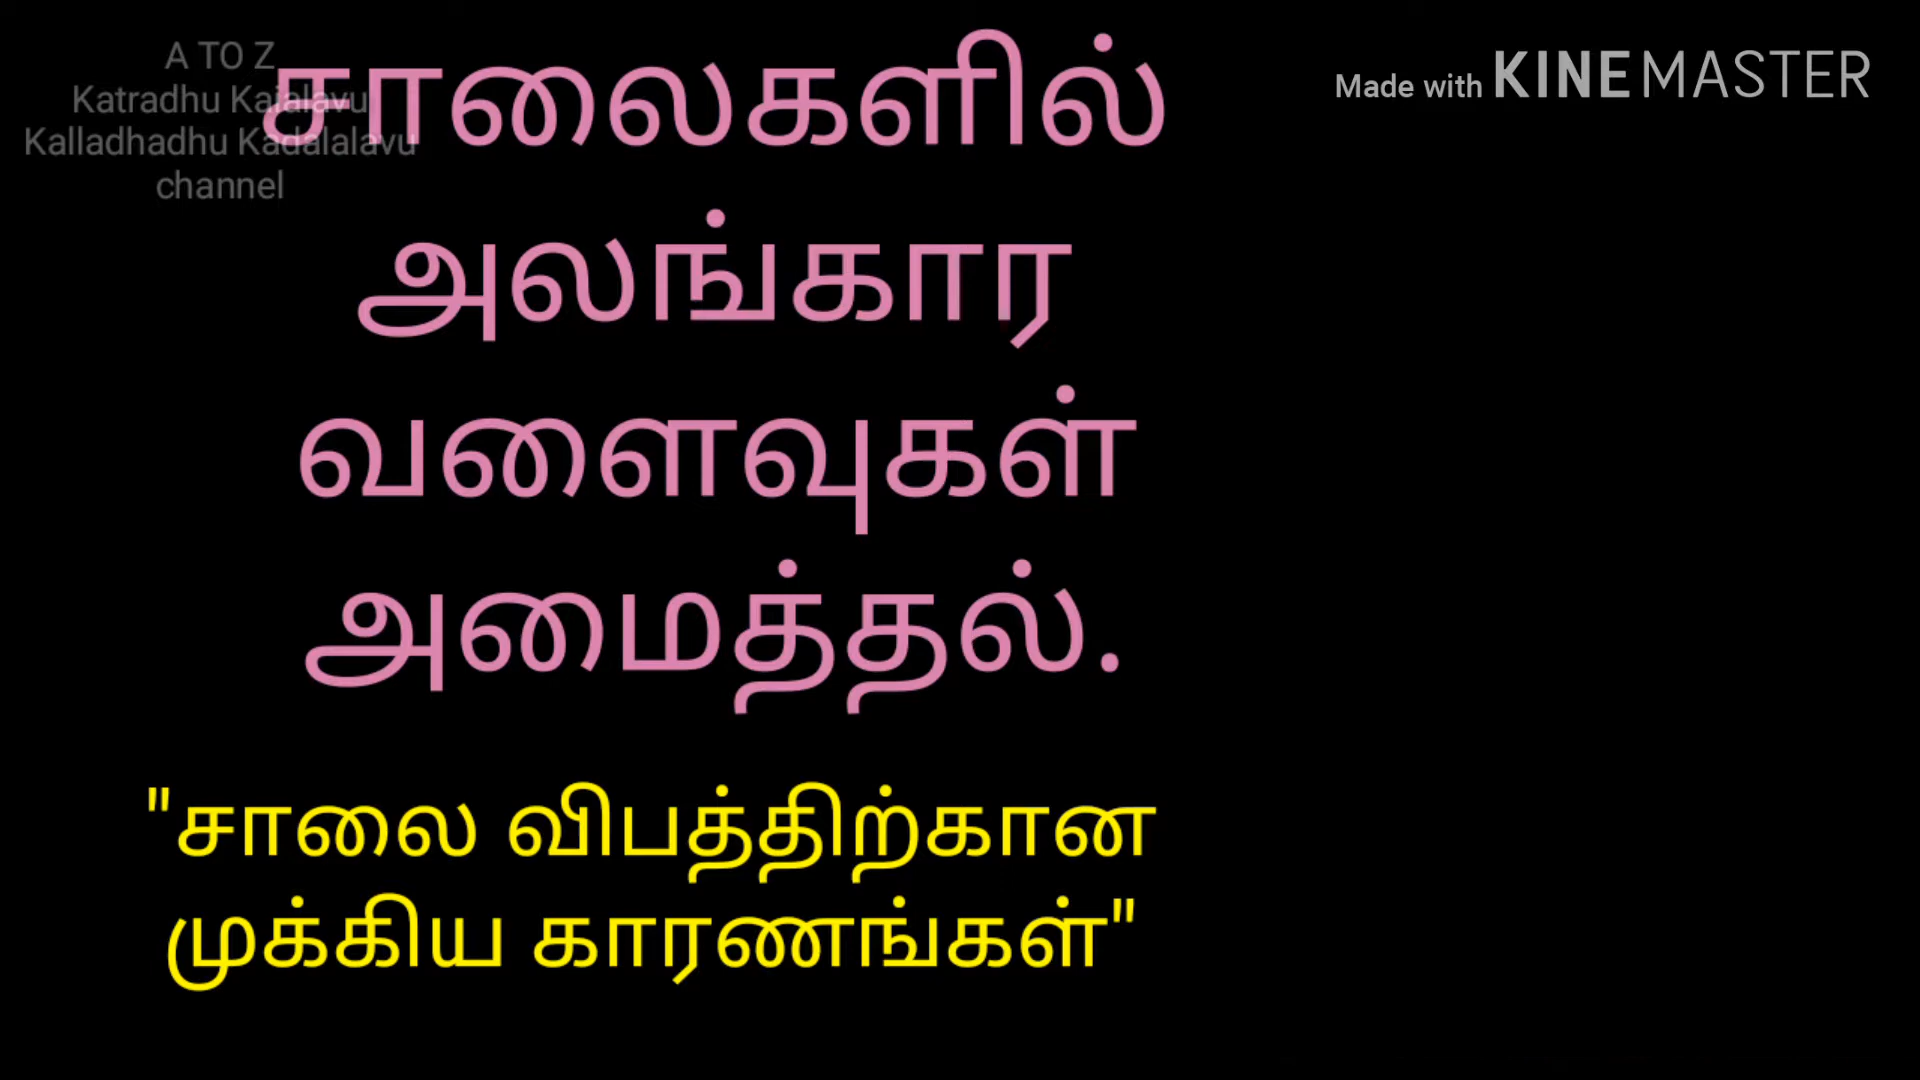 A TO Z
Katradhu Kaialavu
Kalladhadhu Kadalalavu
channel
Made with KINEMASTER
சாலைகளில்
அலங்கார
வளைவுகள்
அமைத்தல்.
"சாலை விபத்திற்கான
முக்கிய காரணங்கள்"